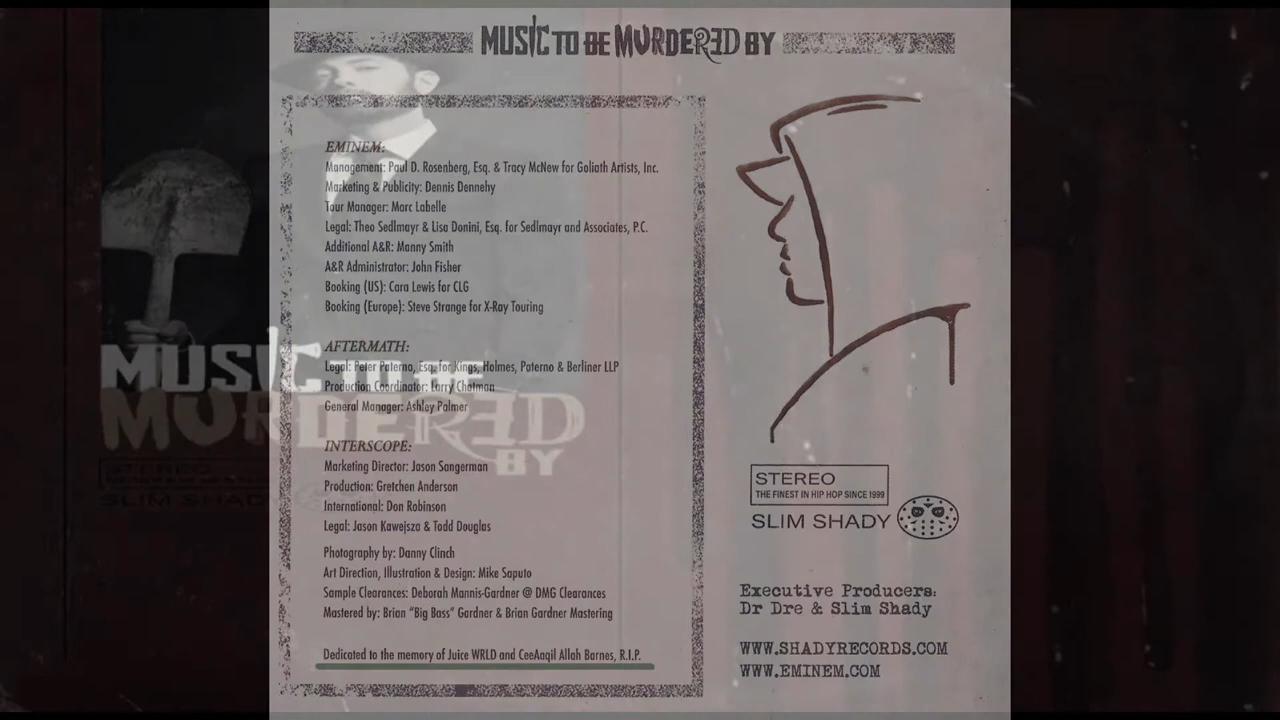 MUSIC TO BE MURDERED BY
EMINEM:
Management: Paul D. Rosenberg, Esq. & Tracy McNew for Goliath Artists, Inc.
Marketing & Publicity: Dennis Dennehy
Tour Manager: Marc Labelle
Legal: Theo Sedlmayr & Lisa Donini, Esq. for Sedlmayr and Associates, P.C.
Additional A&R: Manny Smith
A&R Administrator: John Fisher
Booking (US): Cara Lewis for CLG
Booking (Europe): Steve Strange for X-Ray Touring
AFTERMATH:
Legal: Peter Paterno, Esq. for Kings, Holmes, Paterno & Berliner LLP
Production Coordinator: Larry Chatman
General Manager: Ashley Palmer
INTERSCOPE:
Marketing Director: Jason Sangerman
Production: Gretchen Anderson
International: Don Robinson
Legal: Jason Kawejsza & Todd Douglas
Photography by: Danny Clinch
Art Direction, Illustration & Design: Mike Saputo
Sample Clearances: Deborah Mannis-Gardner @ DMG Clearances
Mastered by: Brian "Big Bass" Gardner & Brian Gardner Mastering
Dedicated to the memory of Juice WRLD and CeeAaqil Allah Barnes, R.I.P.
STEREO
THE FINEST IN HIP HOP SINCE 1999
SLIM SHADY
Executive Producers:
Dr Dre & Slim Shady
WWW.SHADYRECORDS.COM
WWW.EMINEM.COM
MUSIC TO BE
MURDERED
BY
STEREO
SLIM SHADY